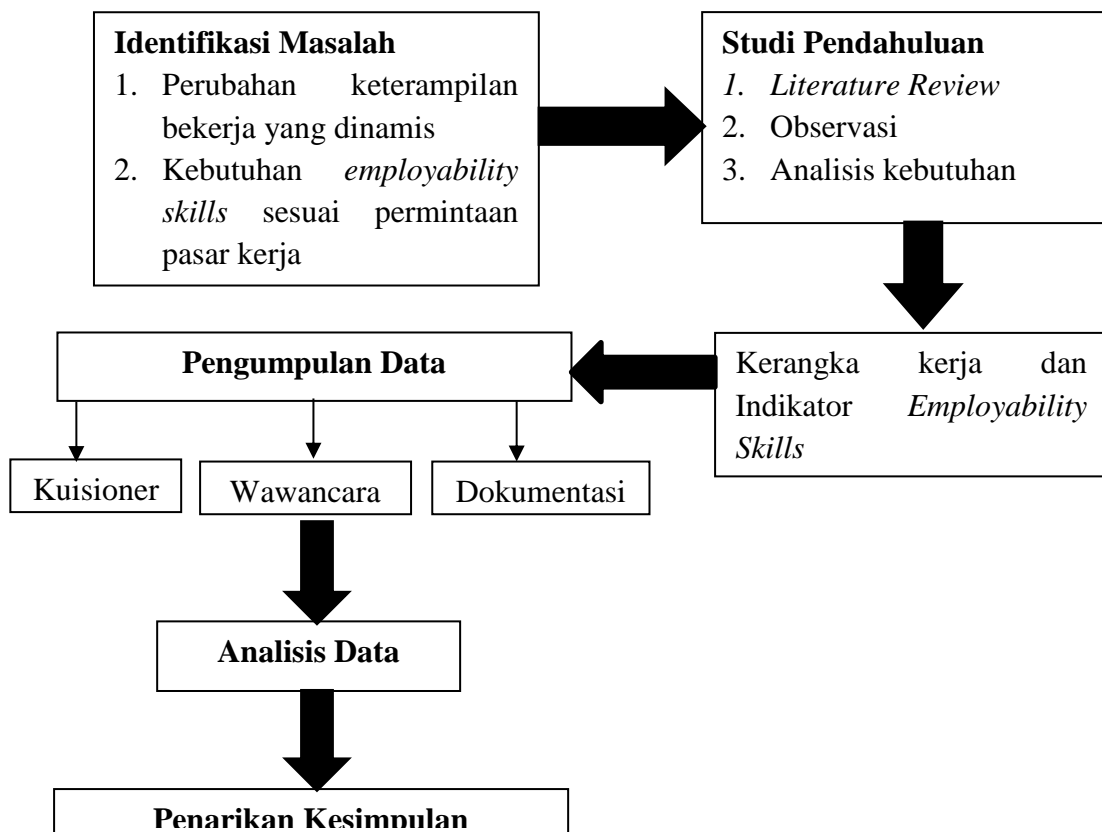 Identifikasi Masalah
1. Perubahan keterampilan
bekerja yang dinamis
2. Kebutuhan employability
skills sesuai permintaan
pasar kerja
Studi Pendahuluan
1. Literature Review
2. Observasi
3. Analisis kebutuhan
Kerangka kerja dan
Indikator Employability
Skills
Pengumpulan Data
Kuisioner
Wawancara
Dokumentasi
Analisis Data
Penarikan Kesimpulan